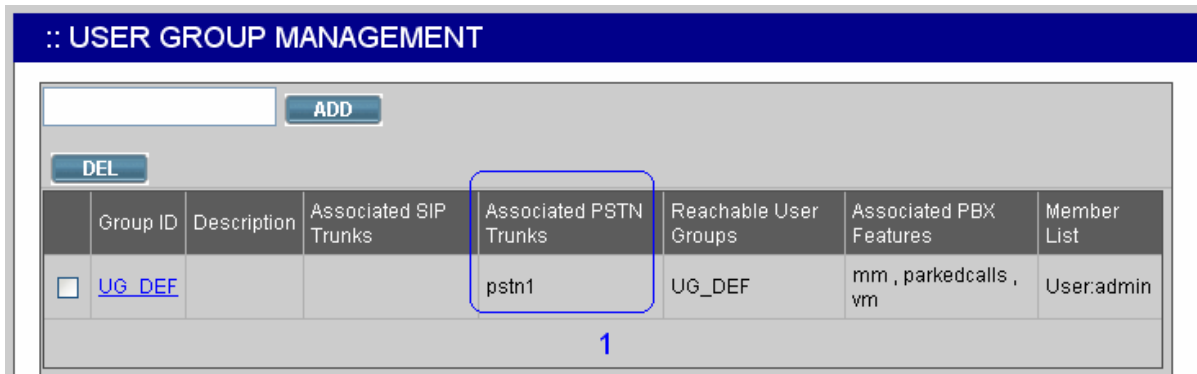 :: USER GROUP MANAGEMENT
ADD
DEL
Group ID Description Associated SIP Trunks Associated PSTN Trunks Reachable User Groups Associated PBX Features Member List
UG_DEF pstn1 UG_DEF mm , parkedcalls , vm User:admin
1